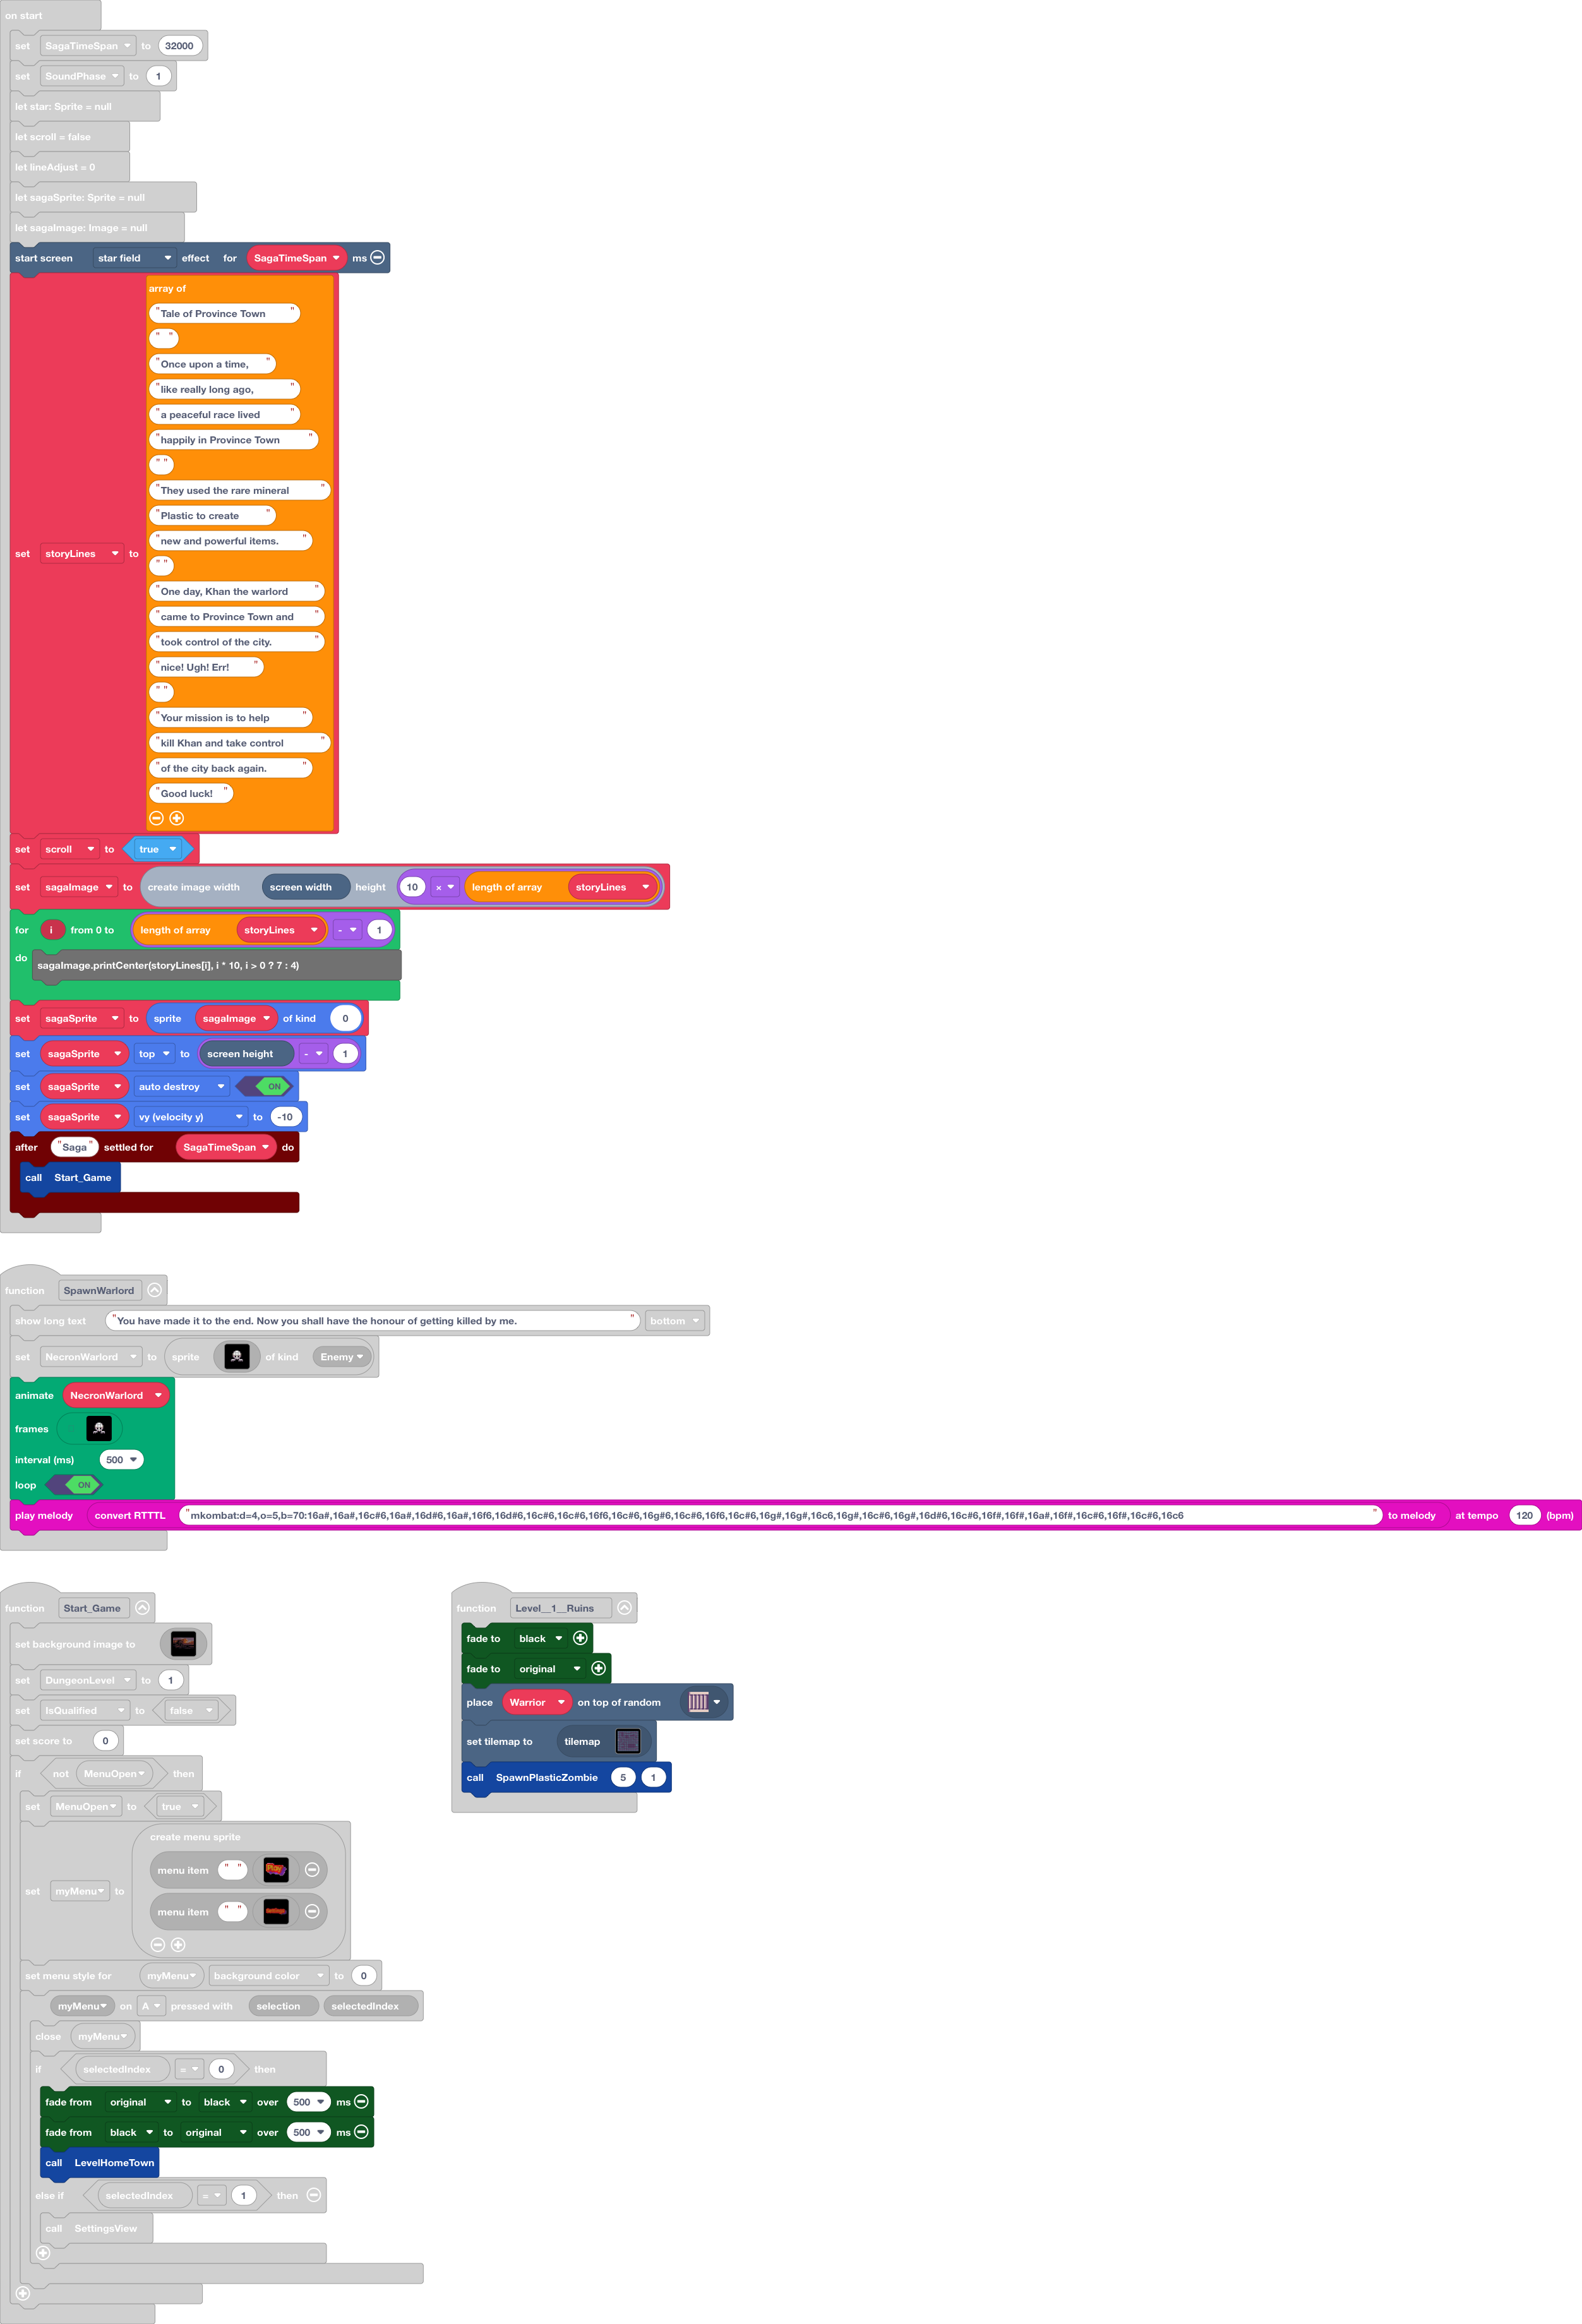 on start
set SagaTimeSpan to 32000
set SoundPhase to 1
let star: Sprite = null
let scroll = false
let lineAdjust = 0
let sagaSprite: Sprite = null
let sagaImage: Image = null
start screen star field effect for SagaTimeSpan ms
set storyLines to array of
"Tale of Province Town"
" "
"Once upon a time,"
"like really long ago,"
"a peaceful race lived"
"happily in Province Town"
" "
"They used the rare mineral"
"Plastic to create"
"new and powerful items."
" "
"One day, Khan the warlord"
"came to Province Town and"
"took control of the city."
"nice! Ugh! Err!"
" "
"Your mission is to help"
"kill Khan and take control"
"of the city back again."
"Good luck!"
set scroll to true
set sagaImage to create image width screen width height 10 × length of array storyLines
for i from 0 to length of array storyLines - 1
do sagaImage.printCenter(storyLines[i], i * 10, i > 0 ? 7 : 4)
set sagaSprite to sprite sagaImage of kind 0
set sagaSprite top to screen height - 1
set sagaSprite auto destroy ON
set sagaSprite vy (velocity y) to -10
after "Saga" settled for SagaTimeSpan do
call Start_Game
function SpawnWarlord
show long text "You have made it to the end. Now you shall have the honour of getting killed by me." bottom
set NecronWarlord to sprite of kind Enemy
animate NecronWarlord
frames
interval (ms) 500
loop ON
play melody convert RTTTL "mkombat:d=4,o=5,b=70:16a#,16a#,16c#6,16a#,16d#6,16a#,16f6,16d#6,16c#6,16c#6,16f6,16c#6,16g#6,16c#6,16f6,16c#6,16g#,16g#,16c6,16g#,16c#6,16g#,16d#6,16c#6,16f#,16f#,16a#,16f#,16c#6,16f#,16c#6,16c6" to melody at tempo 120 (bpm)
function Start_Game
set background image to
set DungeonLevel to 1
set IsQualified to false
set score to 0
if not MenuOpen then
set MenuOpen to true
set myMenu to create menu sprite
menu item " " Play
menu item " " Settings
set menu style for myMenu background color to 0
myMenu on A pressed with selection selectedIndex
close myMenu
if selectedIndex = 0 then
fade from original to black over 500 ms
fade from black to original over 500 ms
call LevelHomeTown
else if selectedIndex = 1 then
call SettingsView
function Level__1__Ruins
fade to black
fade to original
place Warrior on top of random
set tilemap to tilemap
call SpawnPlasticZombie 5 1